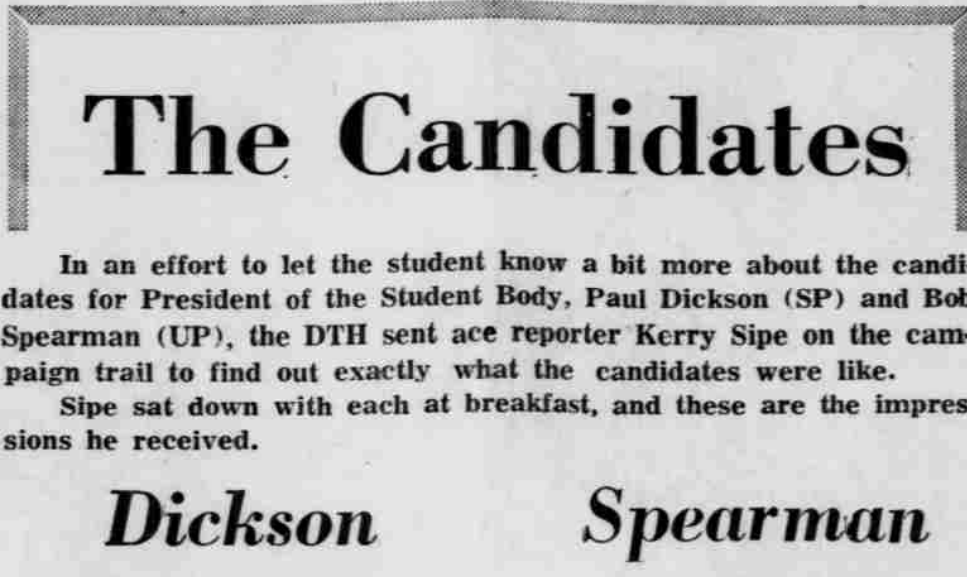 The Candidates
In an effort to let the student know a bit more about the candi
dates for President of the Student Body, Paul Dickson (SP) and Bob
Spearman (UP), the DTH sent ace reporter Kerry Sipe on the cam-
paign trail to find out exactly what the candidates were like.
Sipe sat down with each at breakfast, and these are the impres
sions he received.
Dickson Spearman